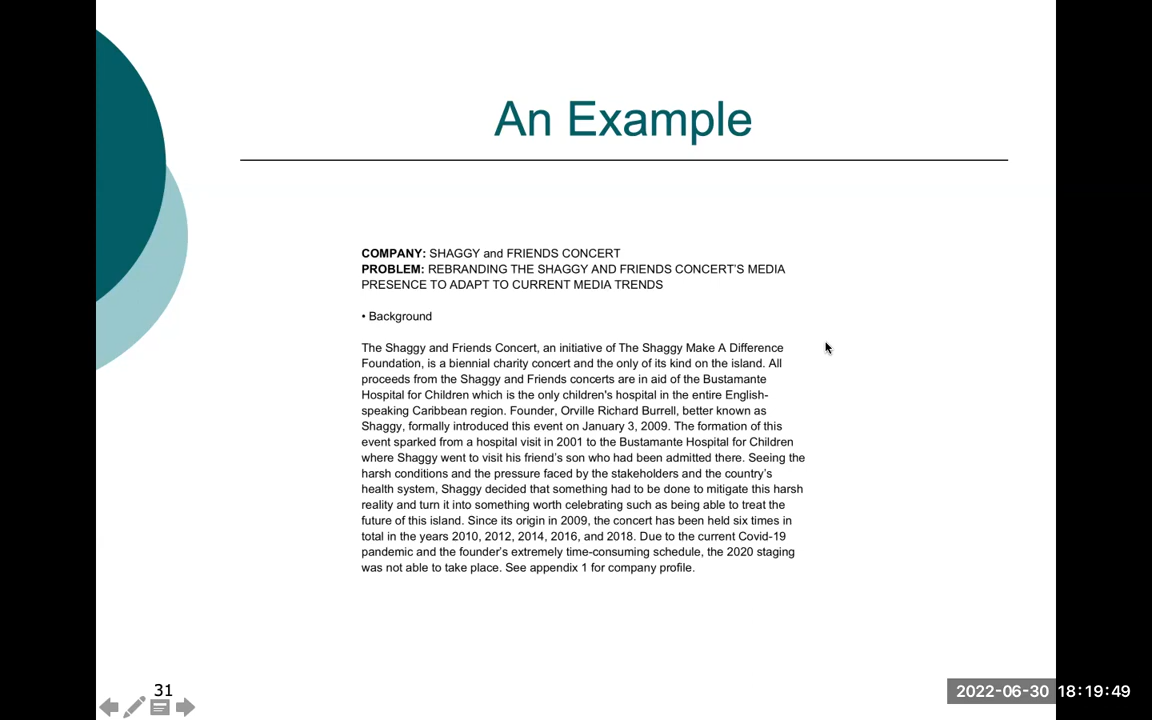 An Example
COMPANY: SHAGGY and FRIENDS CONCERT
PROBLEM: REBRANDING THE SHAGGY AND FRIENDS CONCERT'S MEDIA
PRESENCE TO ADAPT TO CURRENT MEDIA TRENDS
• Background
The Shaggy and Friends Concert, an initiative of The Shaggy Make A Difference
Foundation, is a biennial charity concert and the only of its kind on the island. All
proceeds from the Shaggy and Friends concerts are in aid of the Bustamante
Hospital for Children which is the only children's hospital in the entire English-
speaking Caribbean region. Founder, Orville Richard Burrell, better known as
Shaggy, formally introduced this event on January 3, 2009. The formation of this
event sparked from a hospital visit in 2001 to the Bustamante Hospital for Children
where Shaggy went to visit his friend's son who had been admitted there. Seeing the
harsh conditions and the pressure faced by the stakeholders and the country's
health system, Shaggy decided that something had to be done to mitigate this harsh
reality and turn it into something worth celebrating such as being able to treat the
future of this island. Since its origin in 2009, the concert has been held six times in
total in the years 2010, 2012, 2014, 2016, and 2018. Due to the current Covid-19
pandemic and the founder's extremely time-consuming schedule, the 2020 staging
was not able to take place. See appendix 1 for company profile.
31
2022-06-30 18:19:49